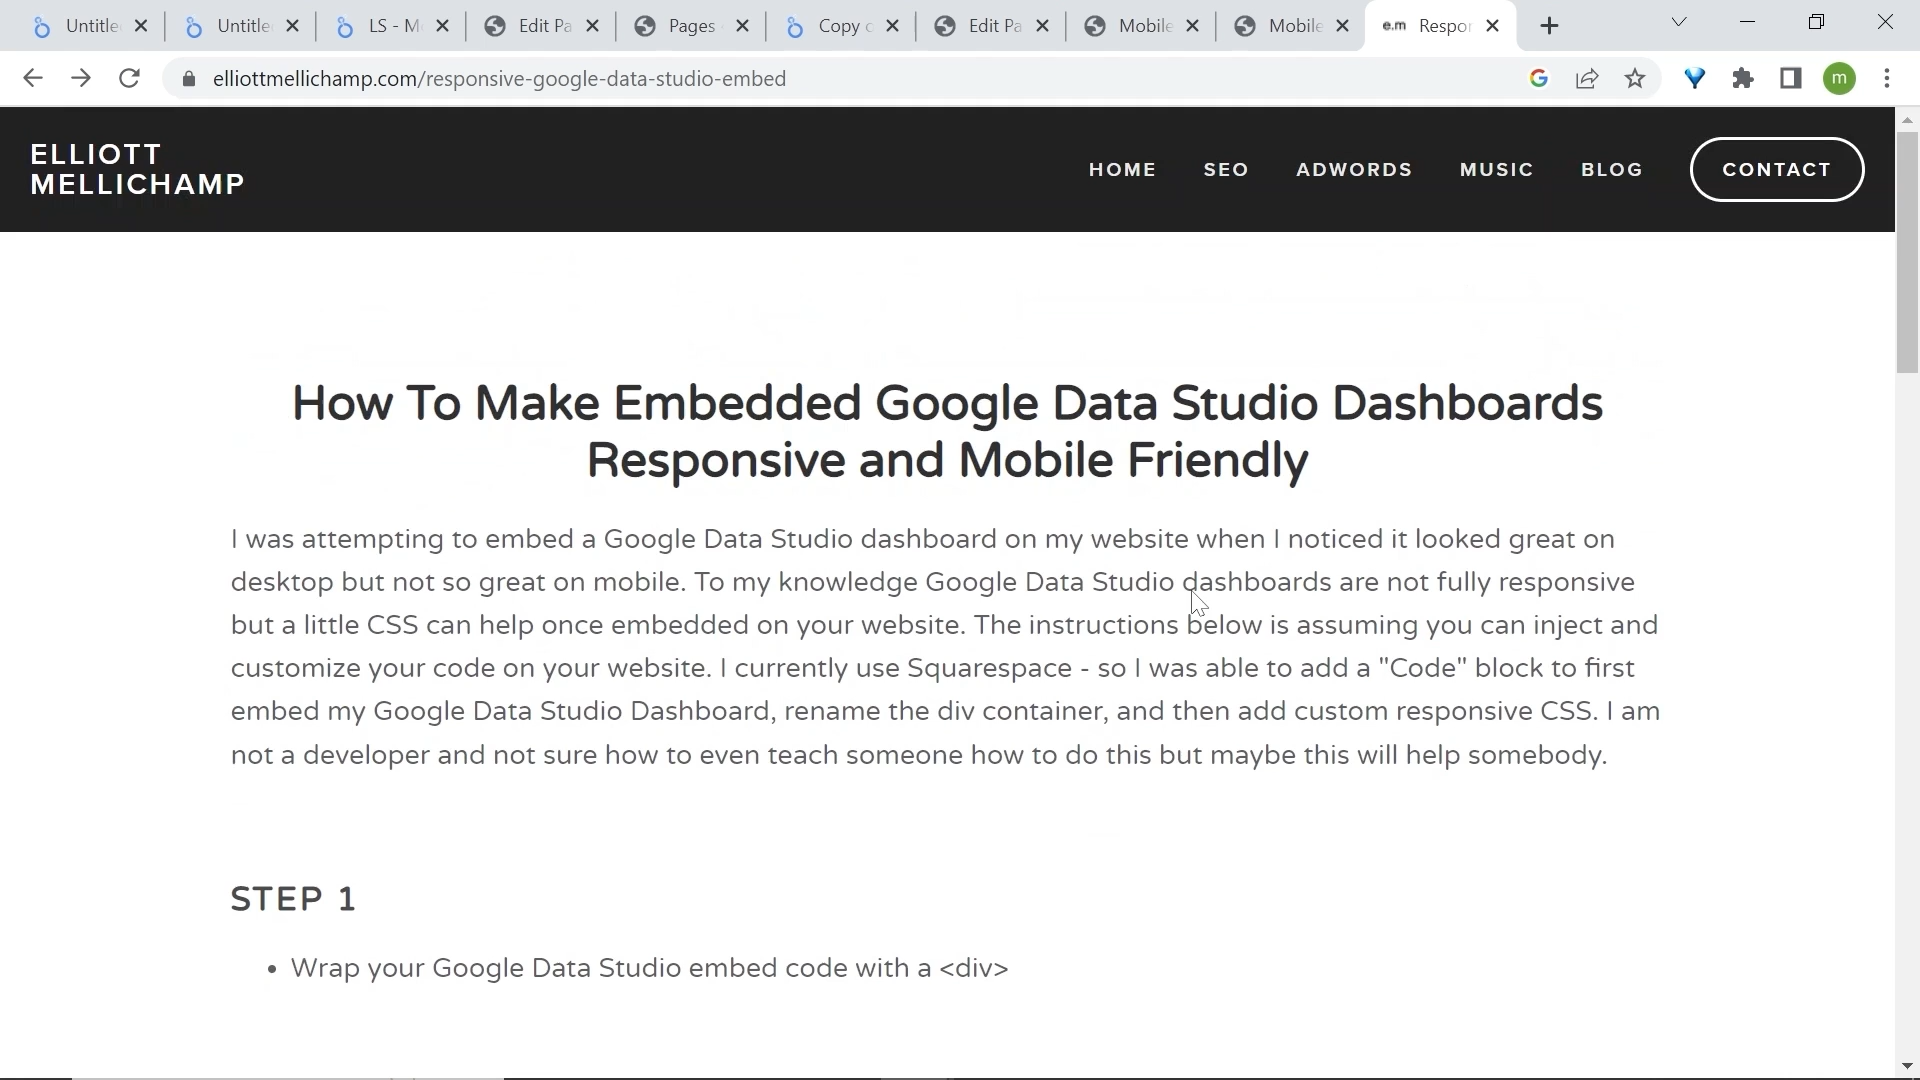 Untitle
Untitle
LS - M
Edit Pa
Pages
Copy
Edit Pa
Mobile
Mobile
e.m Respor
elliottmellichamp.com/responsive-google-data-studio-embed
m
ELLIOTT
MELLICHAMP
HOME SEO ADWORDS MUSIC BLOG CONTACT
How To Make Embedded Google Data Studio Dashboards
Responsive and Mobile Friendly
I was attempting to embed a Google Data Studio dashboard on my website when I noticed it looked great on
desktop but not so great on mobile. To my knowledge Google Data Studio dashboards are not fully responsive
but a little CSS can help once embedded on your website. The instructions below is assuming you can inject and
customize your code on your website. I currently use Squarespace - so I was able to add a "Code" block to first
embed my Google Data Studio Dashboard, rename the div container, and then add custom responsive CSS. I am
not a developer and not sure how to even teach someone how to do this but maybe this will help somebody.
STEP 1
• Wrap your Google Data Studio embed code with a <div>